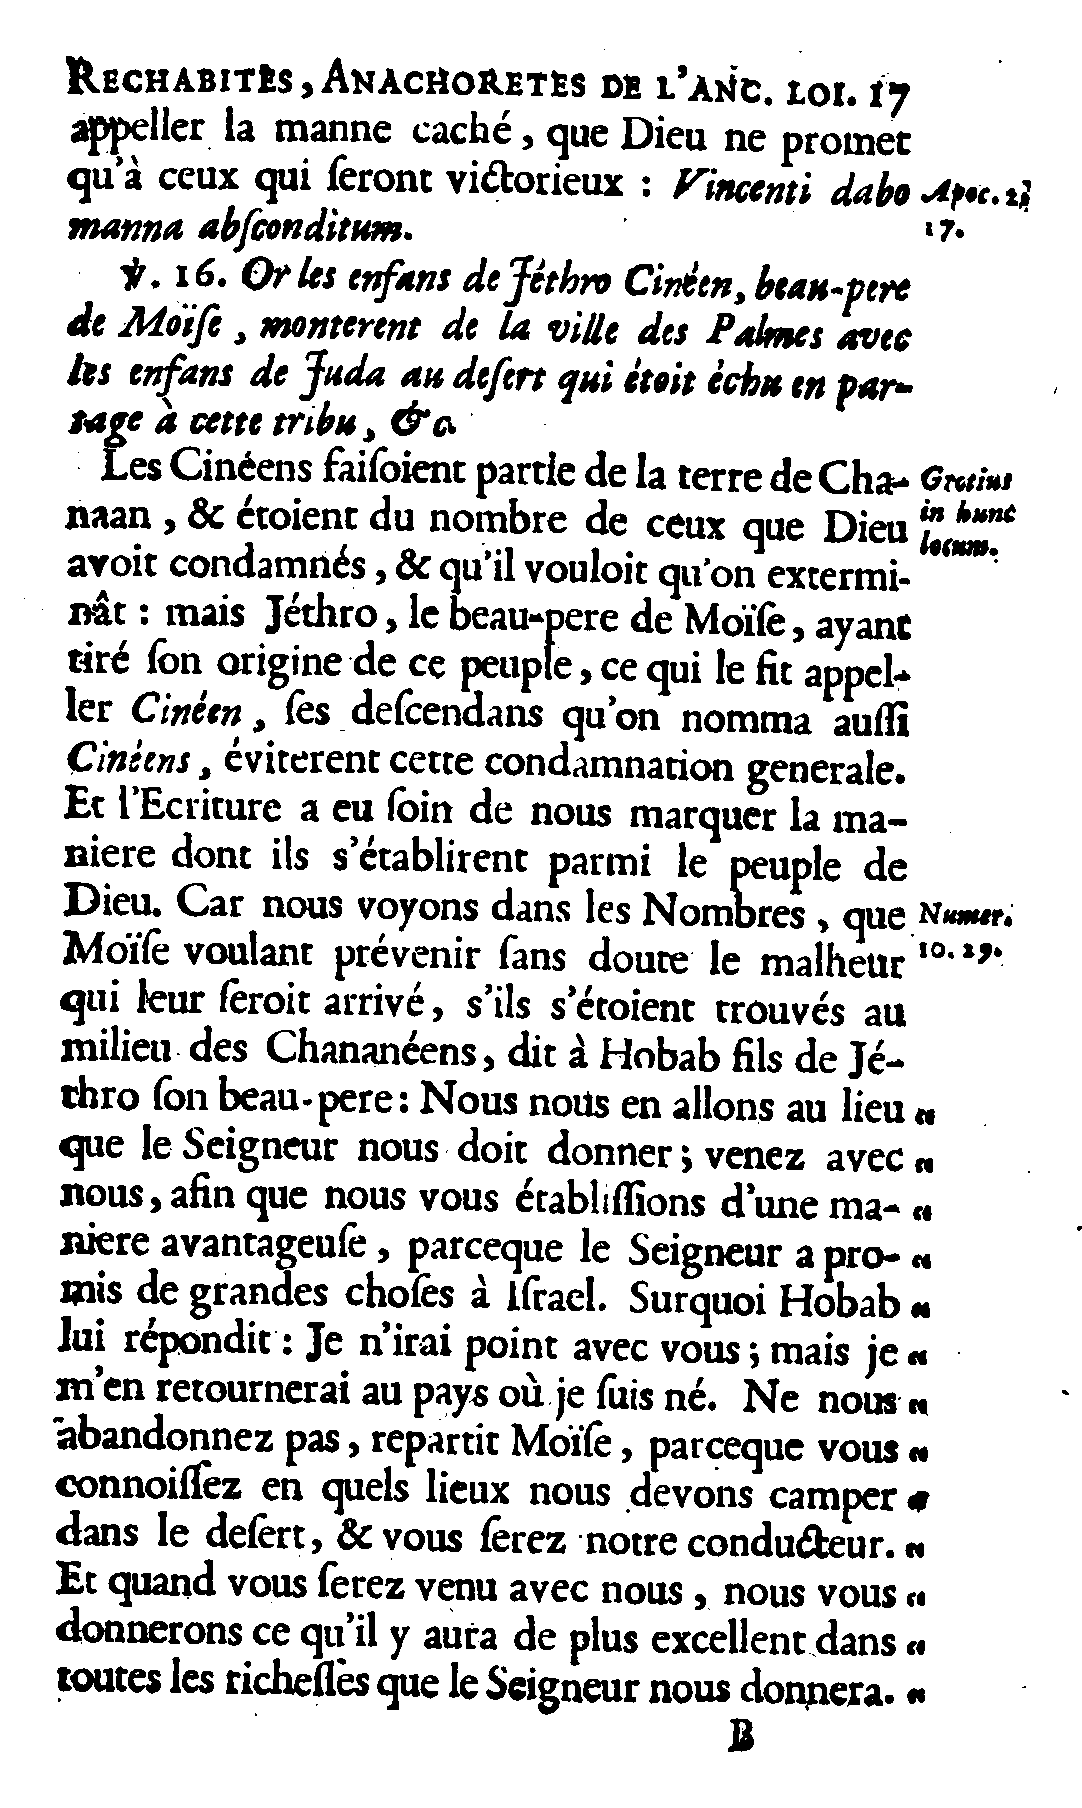 RECHABITES, ANACHORETES DE L'ANC. LOI. 17
appeller la manne caché, que Dieu ne promet
qu'à ceux qui ſeront victorieux : Vincenti dabo
manna abſconditum.
Apoc. 2.
17.
℣. 16. Or les enfans de Jéthro Cinéen, beau-pere
de Moïſe, monterent de la ville des Palmes avec
les enfans de Juda au deſert qui étoit échu en par-
tage à cette tribu, &c.
Les Cinéens faiſoient partie de la terre de Cha-
naan, & étoient du nombre de ceux que Dieu
avoit condamnés, & qu'il vouloit qu'on extermi-
Grotius
in hunc
locum.
nât : mais Jéthro, le beau-pere de Moïſe, ayant
tiré ſon origine de ce peuple, ce qui le fit appel-
ler Cinéen, ſes deſcendans qu'on nomma auſſi
Cinéens, éviterent cette condamnation generale.
Et l'Ecriture a eu ſoin de nous marquer la ma-
niere dont ils s'établirent parmi le peuple de
Dieu. Car nous voyons dans les Nombres, que
Moïſe voulant prévenir ſans doute le malheur
Numer.
10. 29.
qui leur ſeroit arrivé, s'ils s'étoient trouvés au
milieu des Chananéens, dit à Hobab fils de Jé-
thro ſon beau-pere : Nous nous en allons au lieu “
que le Seigneur nous doit donner ; venez avec “
nous, afin que nous vous établiſſions d'une ma- “
niere avantageuſe, parceque le Seigneur a pro- “
mis de grandes choſes à Iſrael. Surquoi Hobab “
lui répondit : Je n'irai point avec vous ; mais je “
m'en retournerai au pays où je ſuis né. Ne nous “
abandonnez pas, repartit Moïſe, parceque vous “
connoiſſez en quels lieux nous devons camper “
dans le deſert, & vous ſerez notre conducteur. “
Et quand vous ſerez venu avec nous, nous vous “
donnerons ce qu'il y aura de plus excellent dans “
toutes les richeſſes que le Seigneur nous donnera. “
B